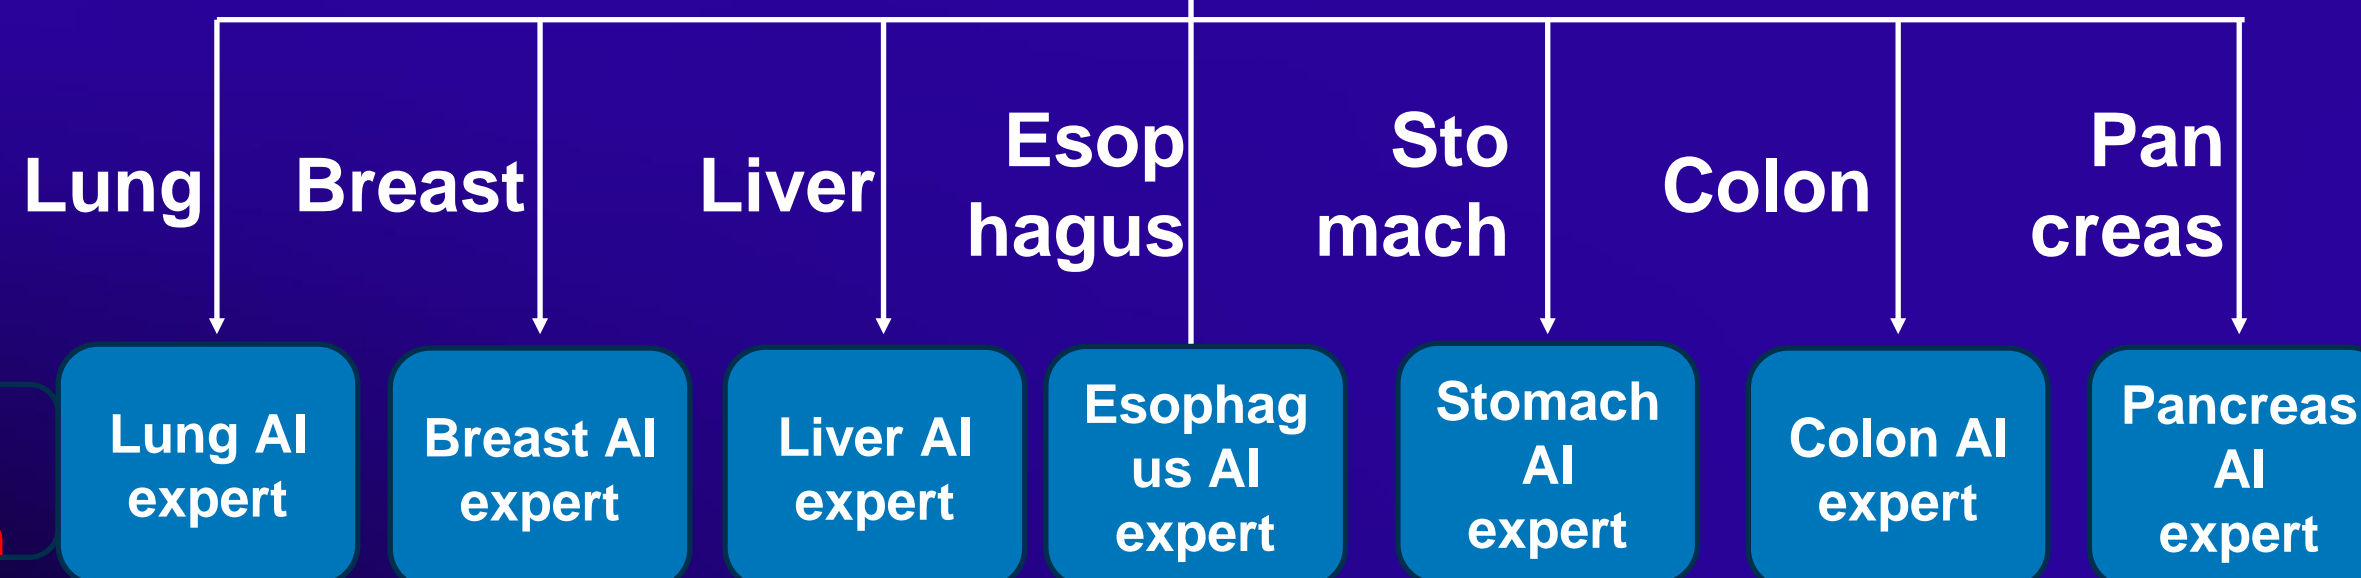 Lung
Breast
Liver
Esop
hagus
Sto
mach
Colon
Pan
creas
Lung AI
expert
Breast AI
expert
Liver AI
expert
Esophag
us AI
expert
Stomach
AI
expert
Colon AI
expert
Pancreas
AI
expert